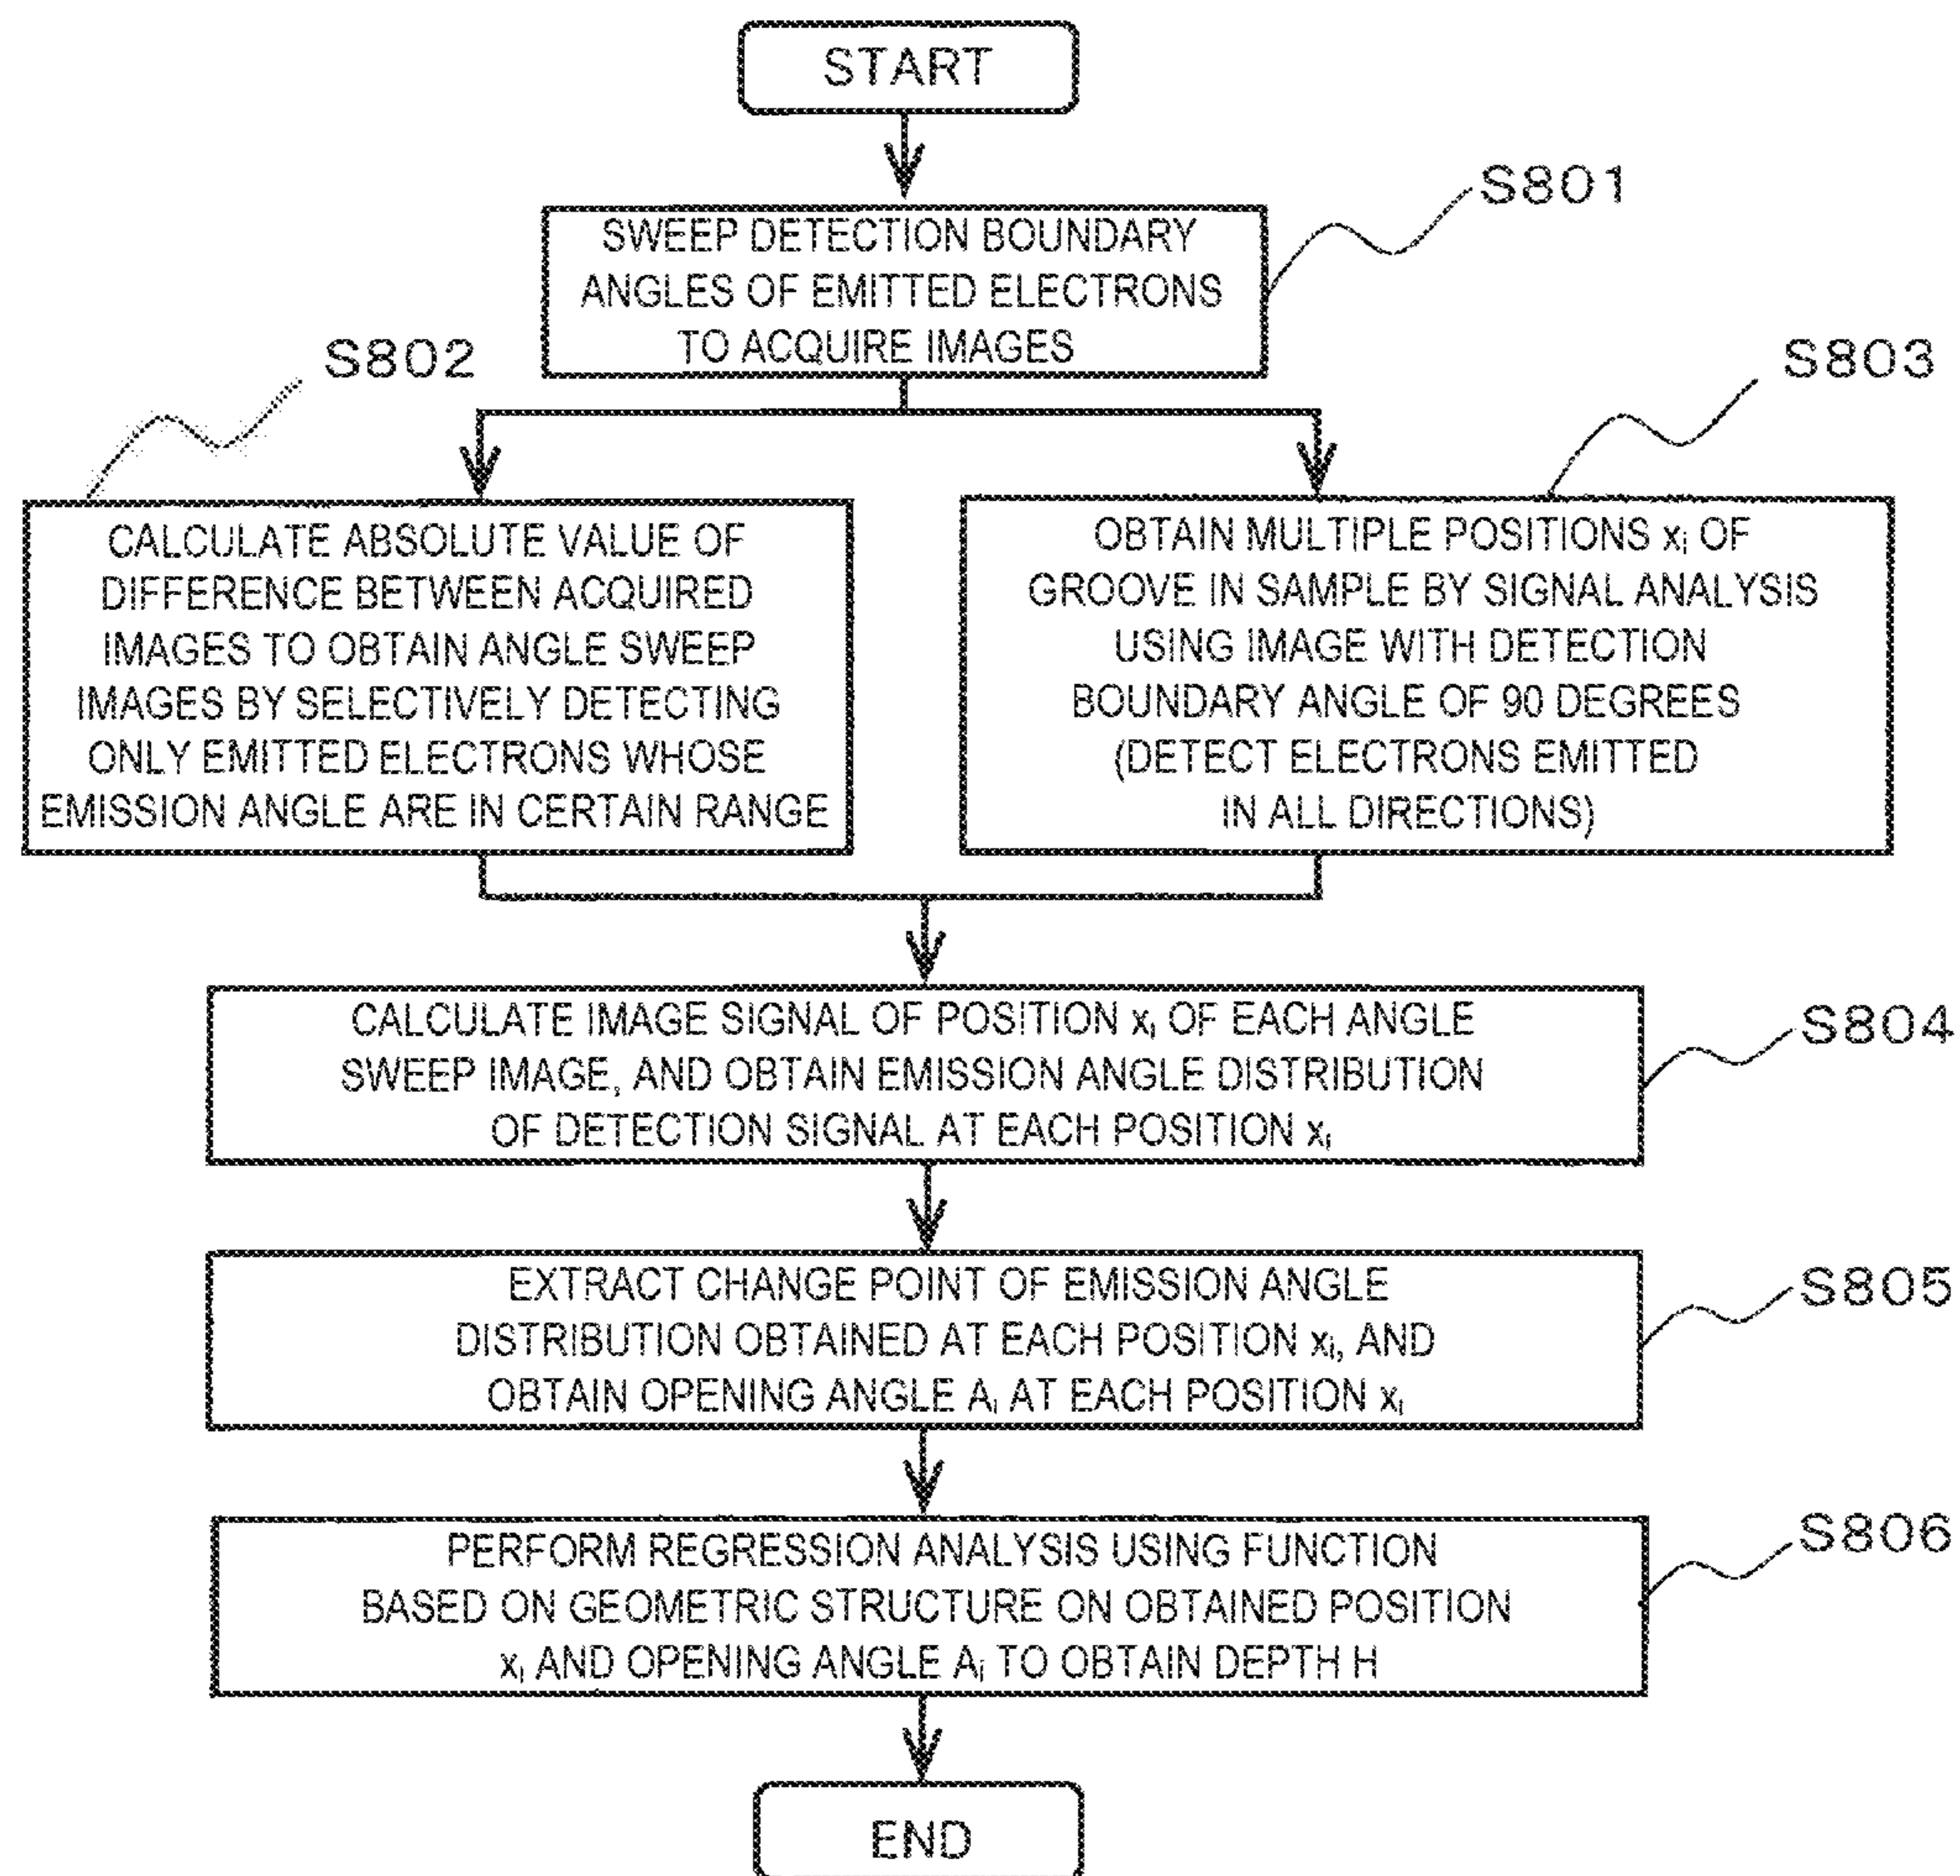 START
S801
SWEEP DETECTION BOUNDARY
ANGLES OF EMITTED ELECTRONS
TO ACQUIRE IMAGES
S802
CALCULATE ABSOLUTE VALUE OF
DIFFERENCE BETWEEN ACQUIRED
IMAGES TO OBTAIN ANGLE SWEEP
IMAGES BY SELECTIVELY DETECTING
ONLY EMITTED ELECTRONS WHOSE
EMISSION ANGLE ARE IN CERTAIN RANGE
S803
OBTAIN MULTIPLE POSITIONS xᵢ OF
GROOVE IN SAMPLE BY SIGNAL ANALYSIS
USING IMAGE WITH DETECTION
BOUNDARY ANGLE OF 90 DEGREES
(DETECT ELECTRONS EMITTED
IN ALL DIRECTIONS)
S804
CALCULATE IMAGE SIGNAL OF POSITION xᵢ OF EACH ANGLE
SWEEP IMAGE, AND OBTAIN EMISSION ANGLE DISTRIBUTION
OF DETECTION SIGNAL AT EACH POSITION xᵢ
S805
EXTRACT CHANGE POINT OF EMISSION ANGLE
DISTRIBUTION OBTAINED AT EACH POSITION xᵢ, AND
OBTAIN OPENING ANGLE Aᵢ AT EACH POSITION xᵢ
S806
PERFORM REGRESSION ANALYSIS USING FUNCTION
BASED ON GEOMETRIC STRUCTURE ON OBTAINED POSITION
xᵢ AND OPENING ANGLE Aᵢ TO OBTAIN DEPTH H
END